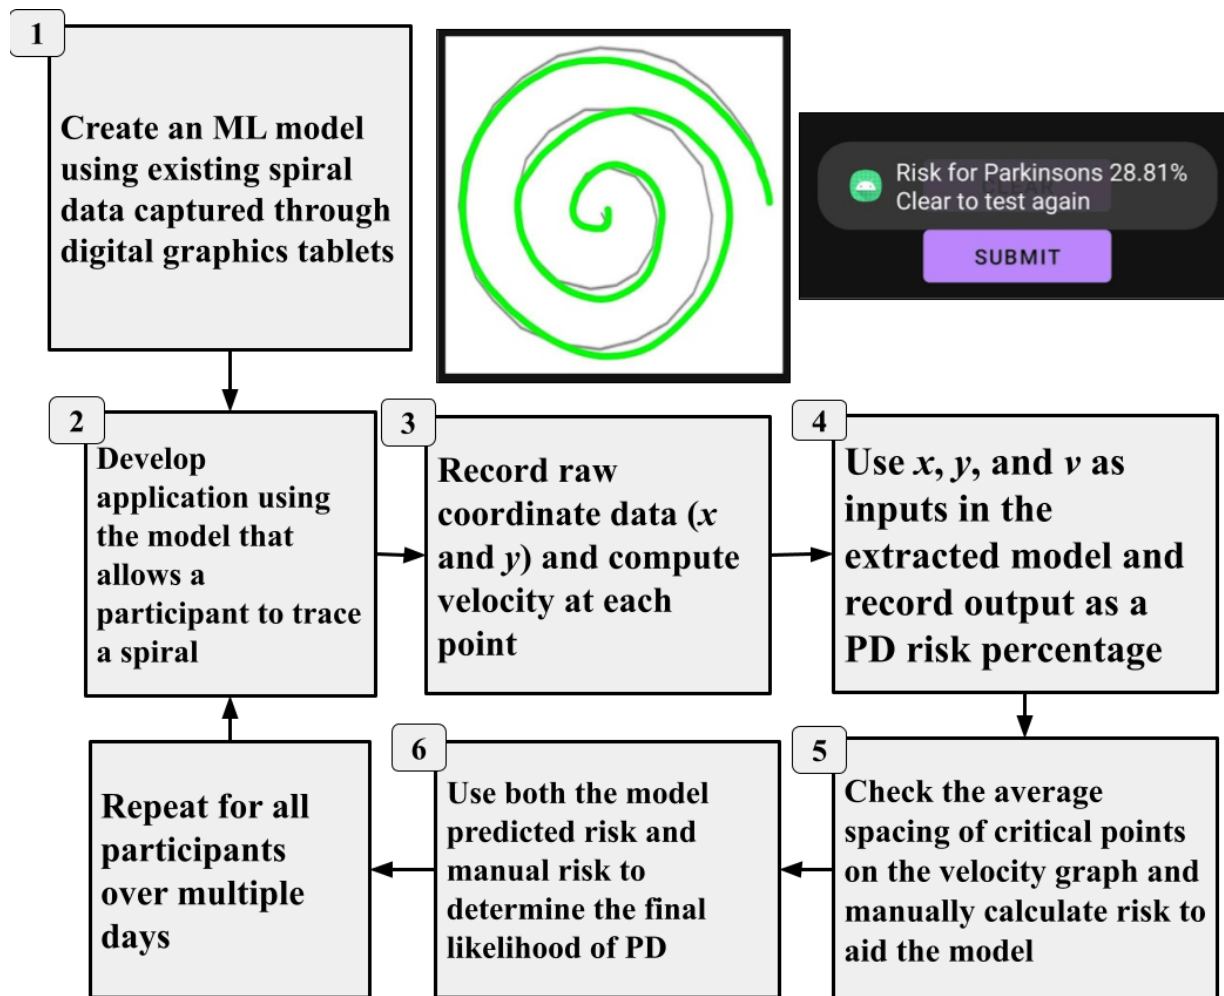 1
Create an ML model
using existing spiral
data captured through
digital graphics tablets
Risk for Parkinsons 28.81%
Clear to test again
CLEAR
SUBMIT
2
Develop
application using
the model that
allows a
participant to trace
a spiral
3
Record raw
coordinate data (x
and y) and compute
velocity at each
point
4
Use x, y, and v as
inputs in the
extracted model and
record output as a
PD risk percentage
5
Check the average
spacing of critical points
on the velocity graph and
manually calculate risk to
aid the model
6
Use both the model
predicted risk and
manual risk to
determine the final
likelihood of PD
Repeat for all
participants
over multiple
days